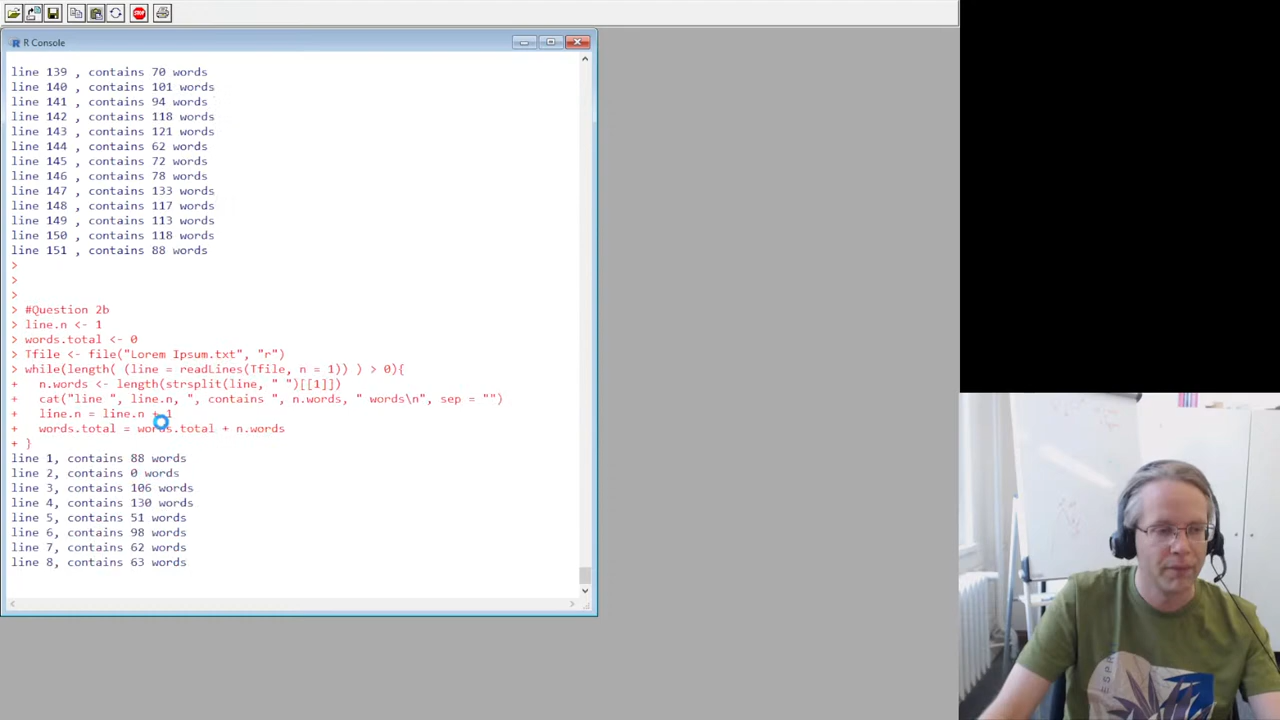 STOP
R Console
line 139 , contains 70 words
line 140 , contains 101 words
line 141 , contains 94 words
line 142 , contains 118 words
line 143 , contains 121 words
line 144 , contains 62 words
line 145 , contains 72 words
line 146 , contains 78 words
line 147 , contains 133 words
line 148 , contains 117 words
line 149 , contains 113 words
line 150 , contains 118 words
line 151 , contains 88 words
>
>
>
> #Question 2b
> line.n <- 1
> words.total <- 0
> Tfile <- file("Lorem Ipsum.txt", "r")
> while(length( (line = readLines(Tfile, n = 1)) ) > 0){
+   n.words <- length(strsplit(line, " ")[[1]])
+   cat("line ", line.n, ", contains ", n.words, " words\n", sep = "")
+   line.n = line.n + 1
+   words.total = words.total + n.words
+ }
line 1, contains 88 words
line 2, contains 0 words
line 3, contains 106 words
line 4, contains 130 words
line 5, contains 51 words
line 6, contains 98 words
line 7, contains 62 words
line 8, contains 63 words
ESPR